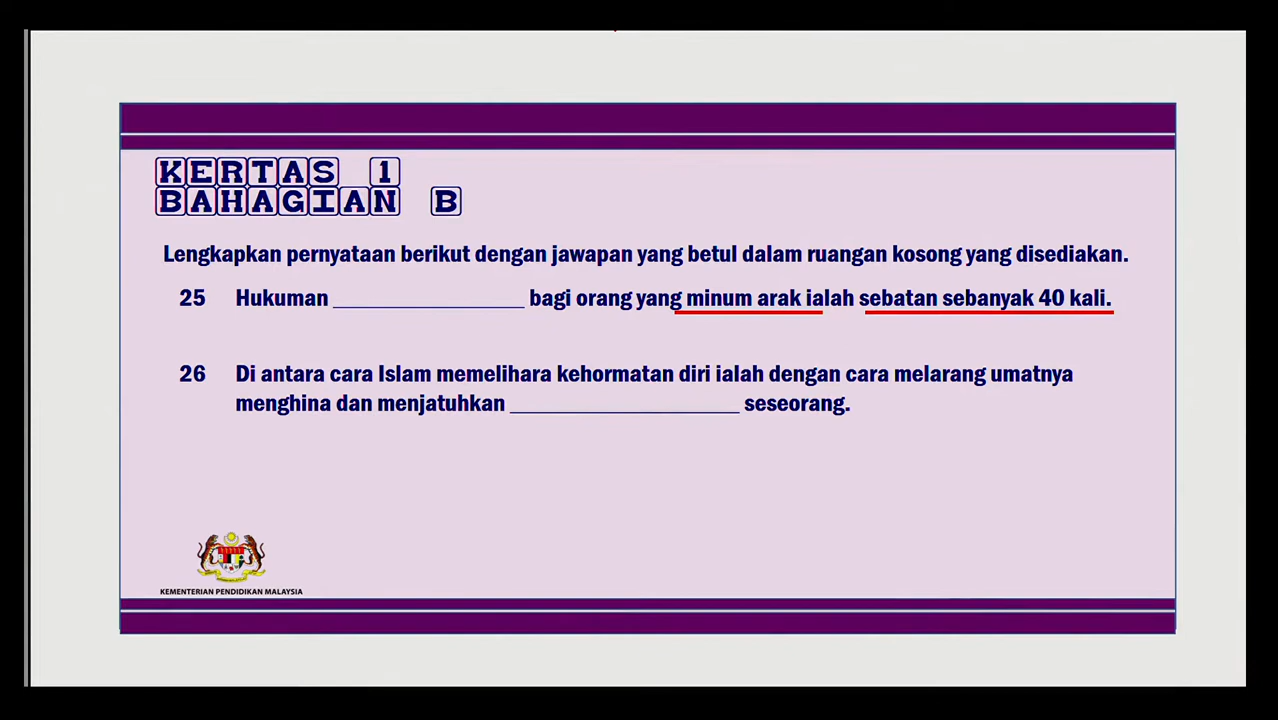 KERTAS 1
BAHAGIAN B
Lengkapkan pernyataan berikut dengan jawapan yang betul dalam ruangan kosong yang disediakan.
25 Hukuman ________________ bagi orang yang minum arak ialah sebatan sebanyak 40 kali.
26 Di antara cara Islam memelihara kehormatan diri ialah dengan cara melarang umatnya
menghina dan menjatuhkan ___________________ seseorang.
KEMENTERIAN PENDIDIKAN MALAYSIA